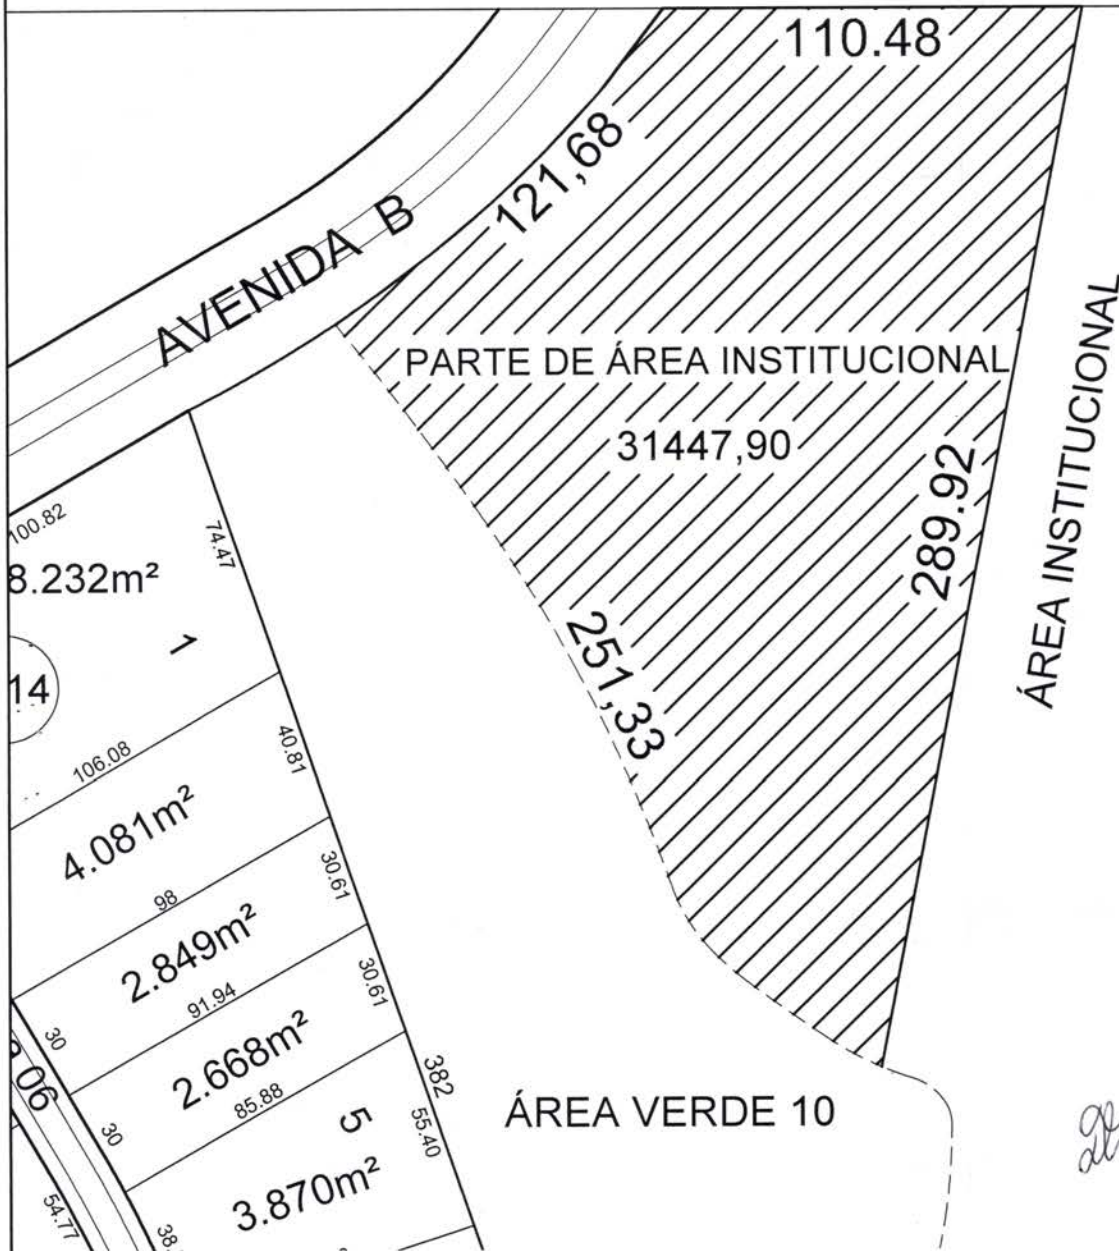 110.48
121,68
AVENIDA B
PARTE DE ÁREA INSTITUCIONAL
31447,90
289.92
ÁREA INSTITUCIONAL
251,33
100.82
74.47
8.232m²
1
14
106.08
40.81
4.081m²
98
30.61
2.849m²
91.94
30.61
30
2.668m²
85.88
382
55.40
30
06
5
3.870m²
54.77
38.
ÁREA VERDE 10